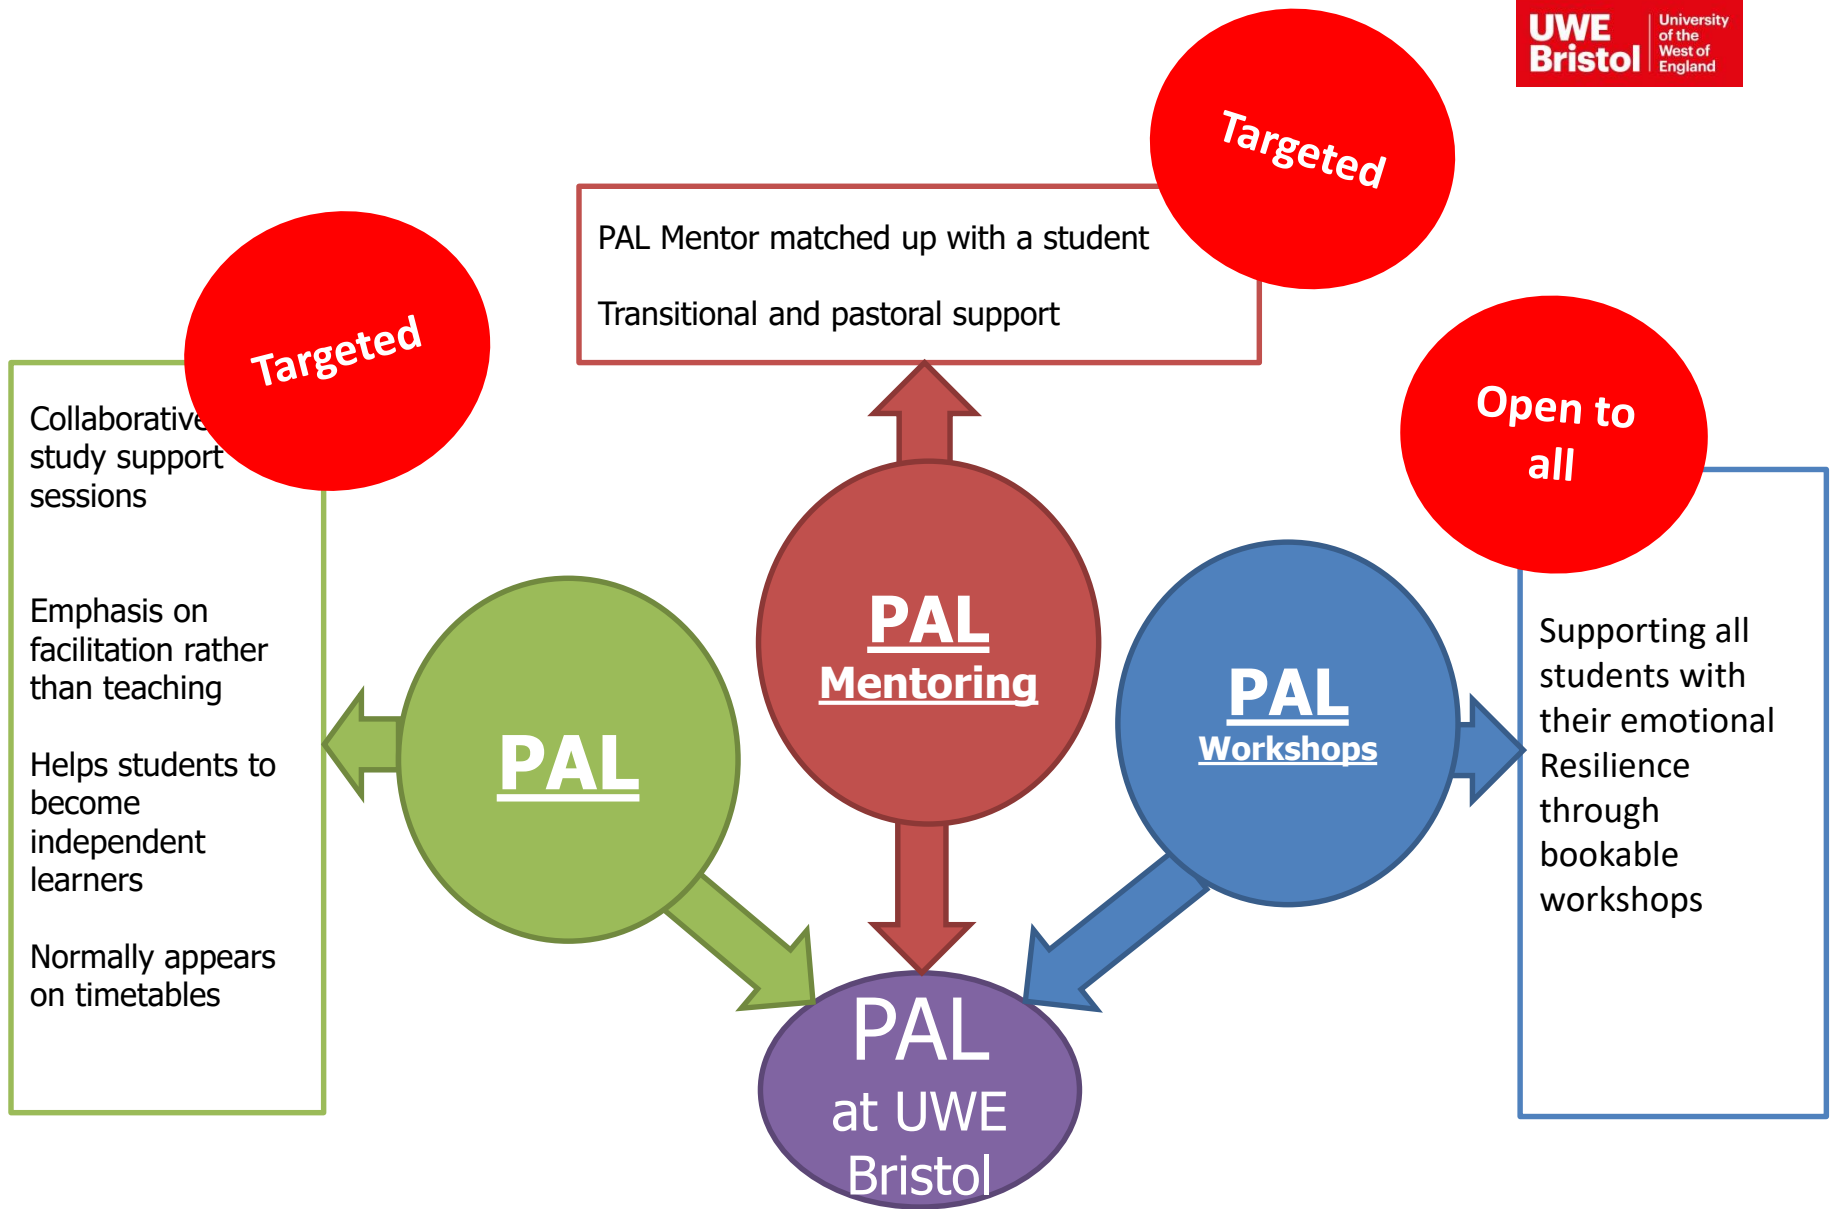 UWE
Bristol
University
of the
West of
England
Targeted
PAL Mentor matched up with a student
Transitional and pastoral support
Targeted
Collaborative
study support
sessions
Emphasis on
facilitation rather
than teaching
Helps students to
become
independent
learners
Normally appears
on timetables
Open to
all
Supporting all
students with
their emotional
Resilience
through
bookable
workshops
PAL
PAL
Mentoring
PAL
Workshops
PAL
at UWE
Bristol